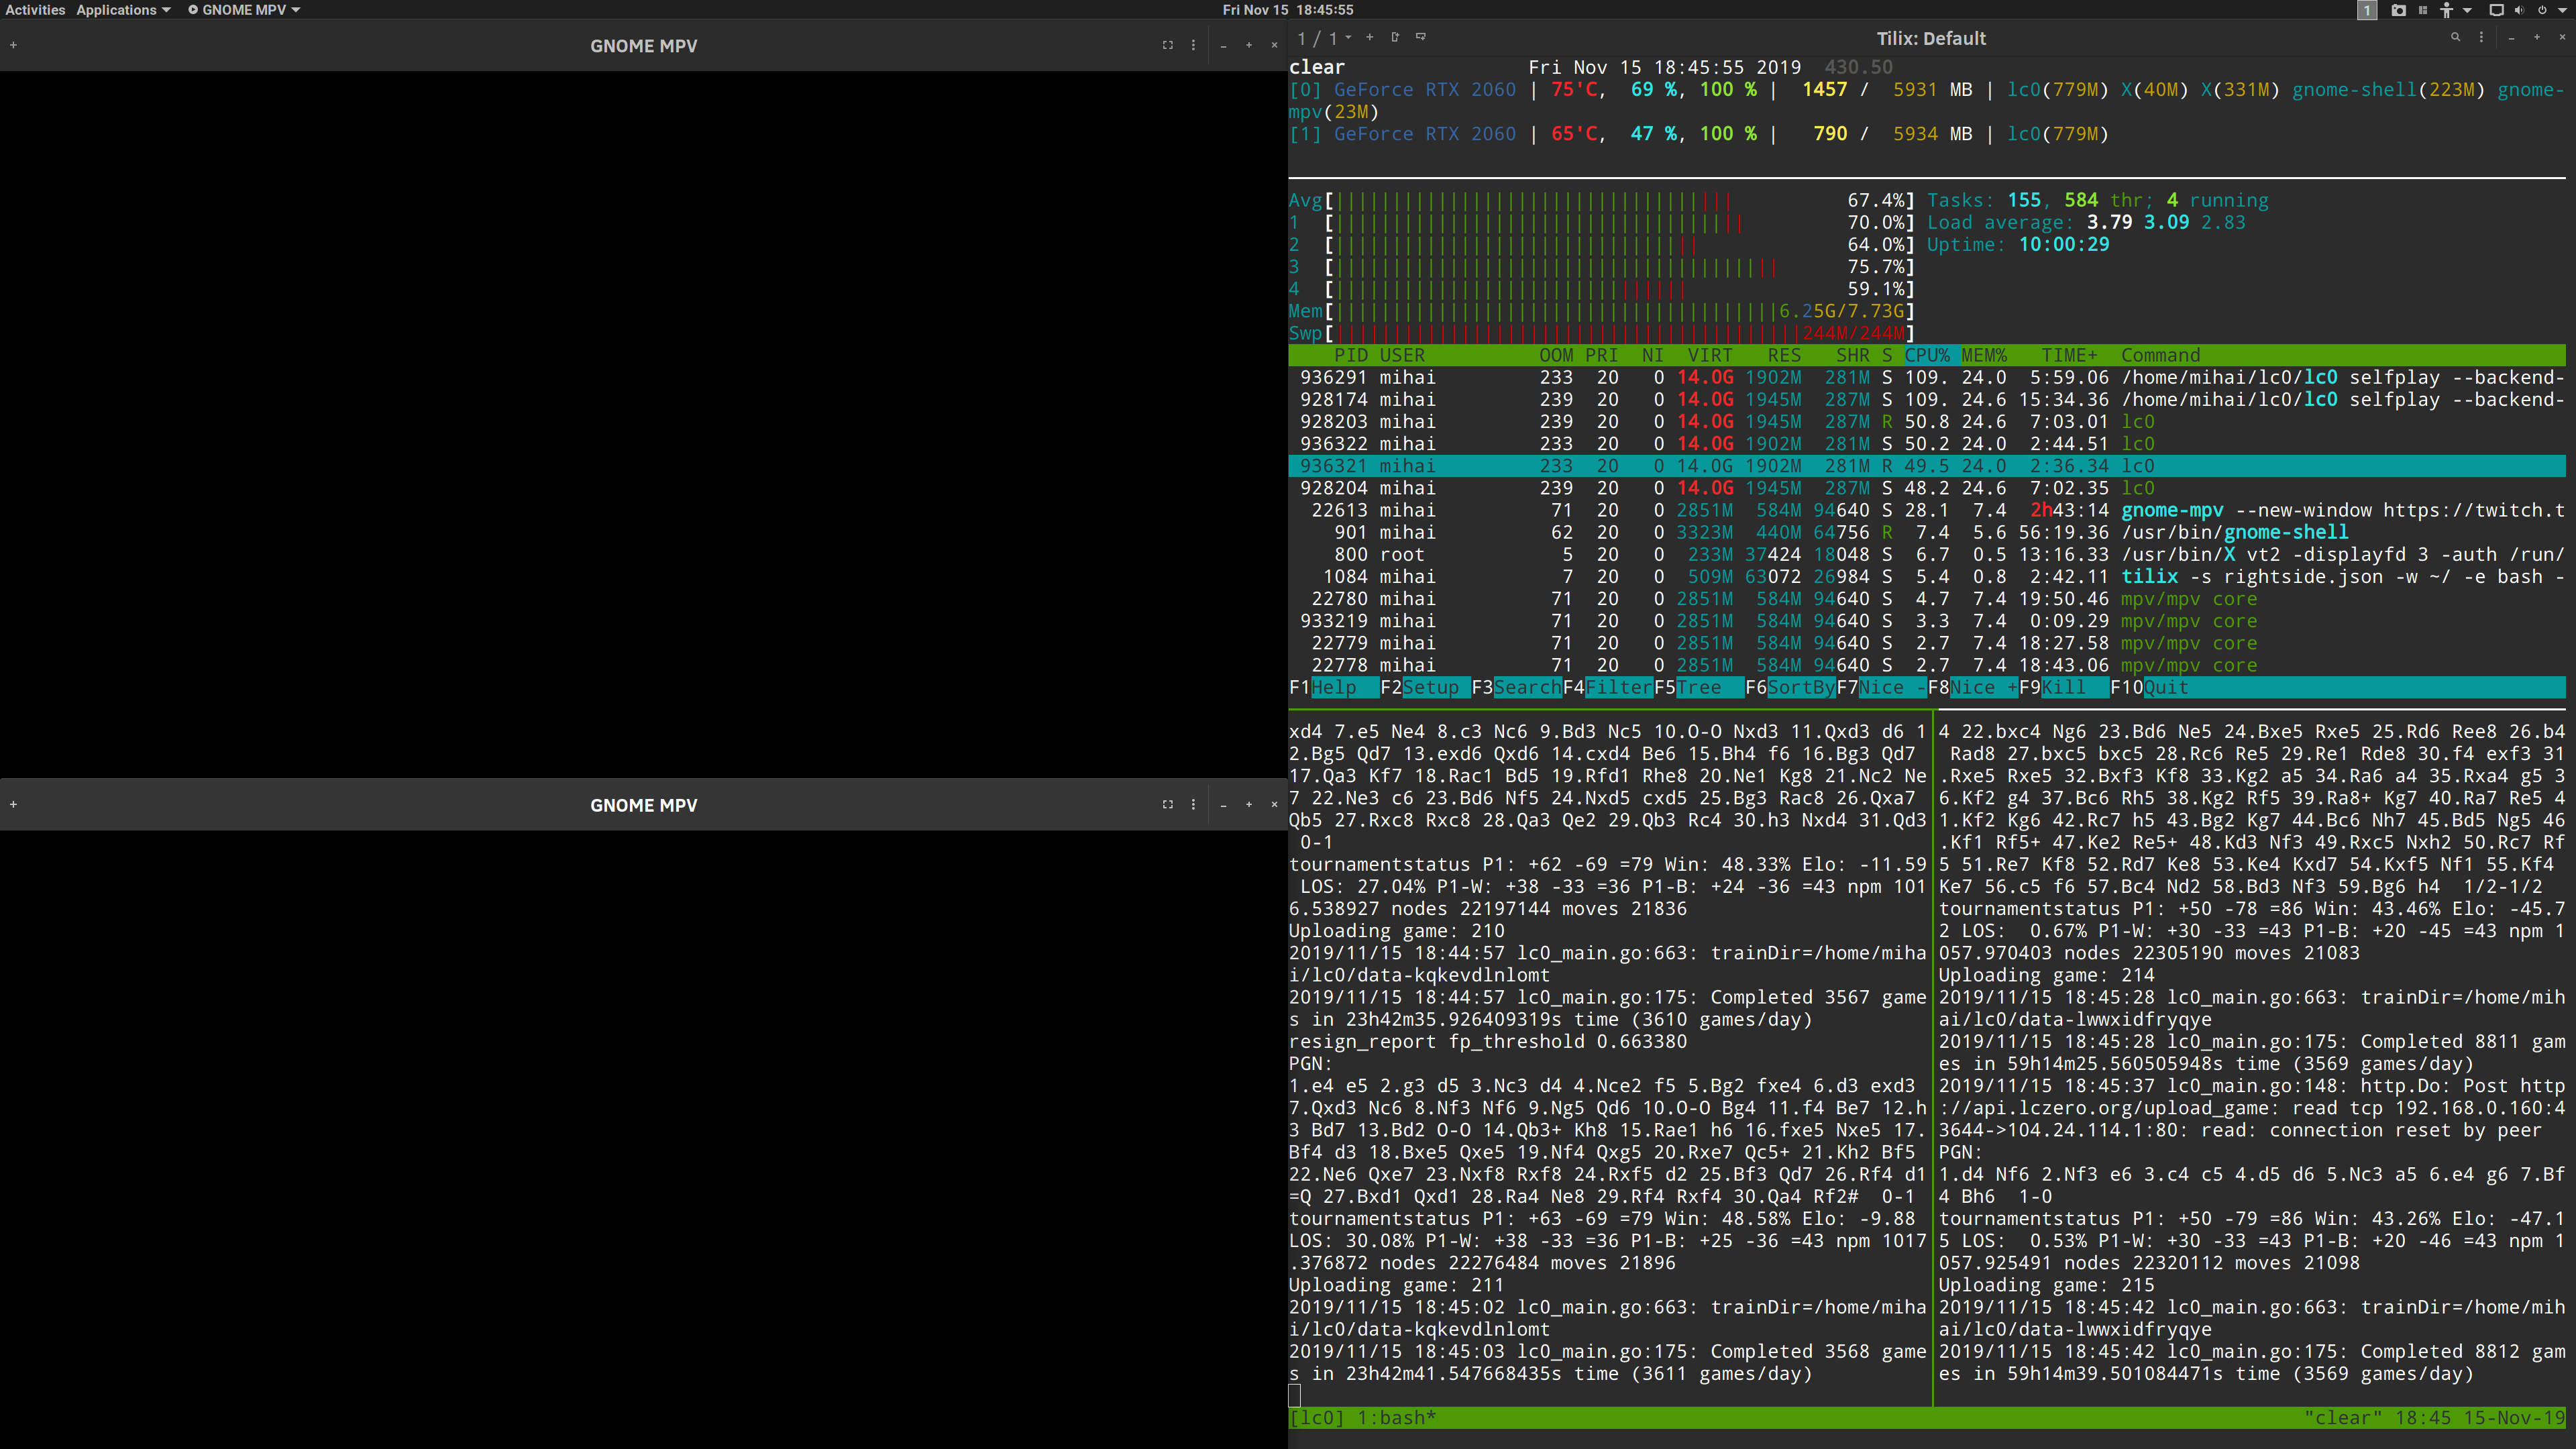 Activities Applications GNOME MPV Fri Nov 15 18:45:55 1
GNOME MPV
GNOME MPV
1 / 1 Tilix: Default
clear Fri Nov 15 18:45:55 2019 430.50
[0] GeForce RTX 2060 | 75'C, 69 %, 100 % | 1457 / 5931 MB | lc0(779M) X(40M) X(331M) gnome-shell(223M) gnome-
mpv(23M)
[1] GeForce RTX 2060 | 65'C, 47 %, 100 % | 790 / 5934 MB | lc0(779M)
Avg[ 67.4%] Tasks: 155, 584 thr; 4 running
1 [ 70.0%] Load average: 3.79 3.09 2.83
2 [ 64.0%] Uptime: 10:00:29
3 [ 75.7%]
4 [ 59.1%]
Mem[ 6.25G/7.73G]
Swp[ 244M/244M]
PID USER OOM PRI NI VIRT RES SHR S CPU% MEM% TIME+ Command
936291 mihai 233 20 0 14.0G 1902M 281M S 109. 24.0 5:59.06 /home/mihai/lc0/lc0 selfplay --backend-
928174 mihai 239 20 0 14.0G 1945M 287M S 109. 24.6 15:34.36 /home/mihai/lc0/lc0 selfplay --backend-
928203 mihai 239 20 0 14.0G 1945M 287M R 50.8 24.6 7:03.01 lc0
936322 mihai 233 20 0 14.0G 1902M 281M S 50.2 24.0 2:44.51 lc0
936321 mihai 233 20 0 14.0G 1902M 281M R 49.5 24.0 2:36.34 lc0
928204 mihai 239 20 0 14.0G 1945M 287M S 48.2 24.6 7:02.35 lc0
22613 mihai 71 20 0 2851M 584M 94640 S 28.1 7.4 2h43:14 gnome-mpv --new-window https://twitch.t
901 mihai 62 20 0 3323M 440M 64756 R 7.4 5.6 56:19.36 /usr/bin/gnome-shell
800 root 5 20 0 233M 37424 18048 S 6.7 0.5 13:16.33 /usr/bin/X vt2 -displayfd 3 -auth /run/
1084 mihai 7 20 0 509M 63072 26984 S 5.4 0.8 2:42.11 tilix -s rightside.json -w ~/ -e bash -
22780 mihai 71 20 0 2851M 584M 94640 S 4.7 7.4 19:50.46 mpv/mpv core
933219 mihai 71 20 0 2851M 584M 94640 S 3.3 7.4 0:09.29 mpv/mpv core
22779 mihai 71 20 0 2851M 584M 94640 S 2.7 7.4 18:27.58 mpv/mpv core
22778 mihai 71 20 0 2851M 584M 94640 S 2.7 7.4 18:43.06 mpv/mpv core
F1Help F2Setup F3SearchF4FilterF5Tree F6SortByF7Nice -F8Nice +F9Kill F10Quit
xd4 7.e5 Ne4 8.c3 Nc6 9.Bd3 Nc5 10.O-O Nxd3 11.Qxd3 d6 1
2.Bg5 Qd7 13.exd6 Qxd6 14.cxd4 Be6 15.Bh4 f6 16.Bg3 Qd7
17.Qa3 Kf7 18.Rac1 Bd5 19.Rfd1 Rhe8 20.Ne1 Kg8 21.Nc2 Ne
7 22.Ne3 c6 23.Bd6 Nf5 24.Nxd5 cxd5 25.Bg3 Rac8 26.Qxa7
Qb5 27.Rxc8 Rxc8 28.Qa3 Qe2 29.Qb3 Rc4 30.h3 Nxd4 31.Qd3
0-1
tournamentstatus P1: +62 -69 =79 Win: 48.33% Elo: -11.59
LOS: 27.04% P1-W: +38 -33 =36 P1-B: +24 -36 =43 npm 101
6.538927 nodes 22197144 moves 21836
Uploading game: 210
2019/11/15 18:44:57 lc0_main.go:663: trainDir=/home/miha
i/lc0/data-kqkevdlnlomt
2019/11/15 18:44:57 lc0_main.go:175: Completed 3567 game
s in 23h42m35.926409319s time (3610 games/day)
resign_report fp_threshold 0.663380
PGN:
1.e4 e5 2.g3 d5 3.Nc3 d4 4.Nce2 f5 5.Bg2 fxe4 6.d3 exd3
7.Qxd3 Nc6 8.Nf3 Nf6 9.Ng5 Qd6 10.O-O Bg4 11.f4 Be7 12.h
3 Bd7 13.Bd2 O-O 14.Qb3+ Kh8 15.Rae1 h6 16.fxe5 Nxe5 17.
Bf4 d3 18.Bxe5 Qxe5 19.Nf4 Qxg5 20.Rxe7 Qc5+ 21.Kh2 Bf5
22.Ne6 Qxe7 23.Nxf8 Rxf8 24.Rxf5 d2 25.Bf3 Qd7 26.Rf4 d1
=Q 27.Bxd1 Qxd1 28.Ra4 Ne8 29.Rf4 Rxf4 30.Qa4 Rf2# 0-1
tournamentstatus P1: +63 -69 =79 Win: 48.58% Elo: -9.88
LOS: 30.08% P1-W: +38 -33 =36 P1-B: +25 -36 =43 npm 1017
.376872 nodes 22276484 moves 21896
Uploading game: 211
2019/11/15 18:45:02 lc0_main.go:663: trainDir=/home/miha
i/lc0/data-kqkevdlnlomt
2019/11/15 18:45:03 lc0_main.go:175: Completed 3568 game
s in 23h42m41.547668435s time (3611 games/day)
4 22.bxc4 Ng6 23.Bd6 Ne5 24.Bxe5 Rxe5 25.Rd6 Ree8 26.b4
Rad8 27.bxc5 bxc5 28.Rc6 Re5 29.Re1 Rde8 30.f4 exf3 31
.Rxe5 Rxe5 32.Bxf3 Kf8 33.Kg2 a5 34.Ra6 a4 35.Rxa4 g5 3
6.Kf2 g4 37.Bc6 Rh5 38.Kg2 Rf5 39.Ra8+ Kg7 40.Ra7 Re5 4
1.Kf2 Kg6 42.Rc7 h5 43.Bg2 Kg7 44.Bc6 Nh7 45.Bd5 Ng5 46
.Kf1 Rf5+ 47.Ke2 Re5+ 48.Kd3 Nf3 49.Rxc5 Nxh2 50.Rc7 Rf
5 51.Re7 Kf8 52.Rd7 Ke8 53.Ke4 Kxd7 54.Kxf5 Nf1 55.Kf4
Ke7 56.c5 f6 57.Bc4 Nd2 58.Bd3 Nf3 59.Bg6 h4 1/2-1/2
tournamentstatus P1: +50 -78 =86 Win: 43.46% Elo: -45.7
2 LOS: 0.67% P1-W: +30 -33 =43 P1-B: +20 -45 =43 npm 1
057.970403 nodes 22305190 moves 21083
Uploading game: 214
2019/11/15 18:45:28 lc0_main.go:663: trainDir=/home/mih
ai/lc0/data-lwwxidfryqye
2019/11/15 18:45:28 lc0_main.go:175: Completed 8811 gam
es in 59h14m25.560505948s time (3569 games/day)
2019/11/15 18:45:37 lc0_main.go:148: http.Do: Post http
://api.lczero.org/upload_game: read tcp 192.168.0.160:4
3644->104.24.114.1:80: read: connection reset by peer
PGN:
1.d4 Nf6 2.Nf3 e6 3.c4 c5 4.d5 d6 5.Nc3 a5 6.e4 g6 7.Bf
4 Bh6 1-0
tournamentstatus P1: +50 -79 =86 Win: 43.26% Elo: -47.1
5 LOS: 0.53% P1-W: +30 -33 =43 P1-B: +20 -46 =43 npm 1
057.925491 nodes 22320112 moves 21098
Uploading game: 215
2019/11/15 18:45:42 lc0_main.go:663: trainDir=/home/mih
ai/lc0/data-lwwxidfryqye
2019/11/15 18:45:42 lc0_main.go:175: Completed 8812 gam
es in 59h14m39.501084471s time (3569 games/day)
[lc0] 1:bash* "clear" 18:45 15-Nov-19